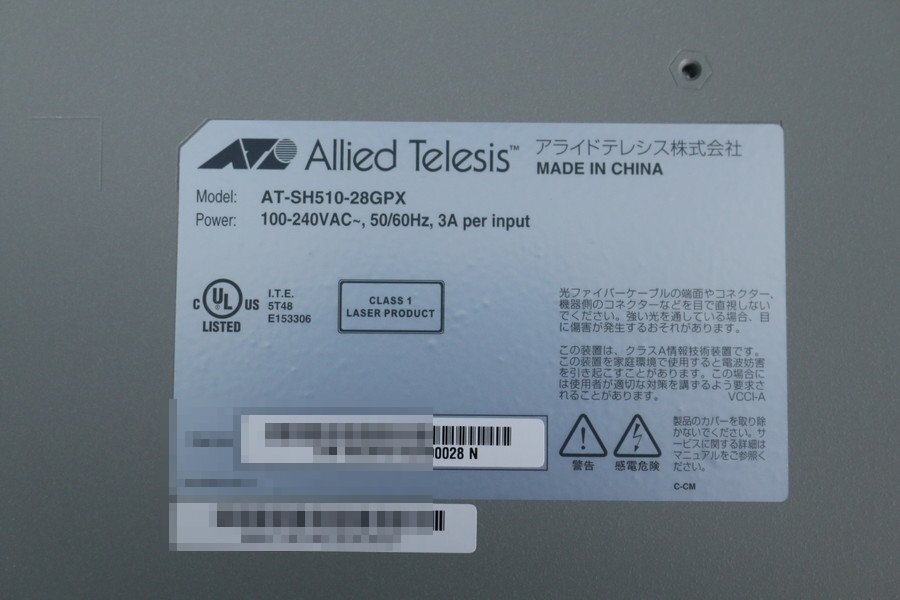 Allied Telesis™
アライドテレシス株式会社
MADE IN CHINA
Model: AT-SH510-28GPX
Power: 100-240VAC~, 50/60Hz, 3A per input
C UL ® US
LISTED
I.T.E.
5T48
E153306
CLASS 1
LASER PRODUCT
光ファイバーケーブルの端面やコネクター、
機器側のコネクターなどを目で直視しない
でください。強い光を通している場合、目
に傷害が発生するおそれがあります。
この装置は、クラスA情報技術装置です。
この装置を家庭環境で使用すると電波妨害
を引き起こすことがあります。この場合に
は使用者が適切な対策を講ずるよう要求さ
れることがあります。 VCCI-A
警告
感電危険
製品のカバーを取り除
かないでください。サ
ービスに関する詳細は
マニュアルをご参照く
ださい。
C-CM
0028 N